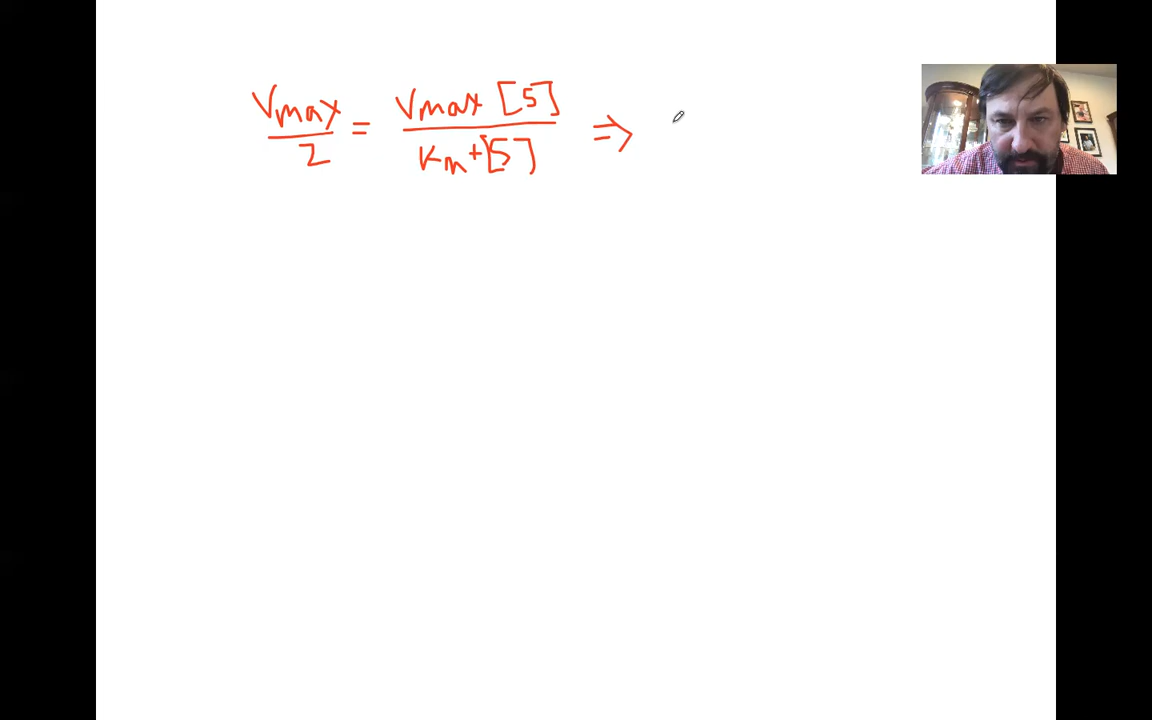 Vmax/2 = Vmax [S]/Km+[S] ⇒